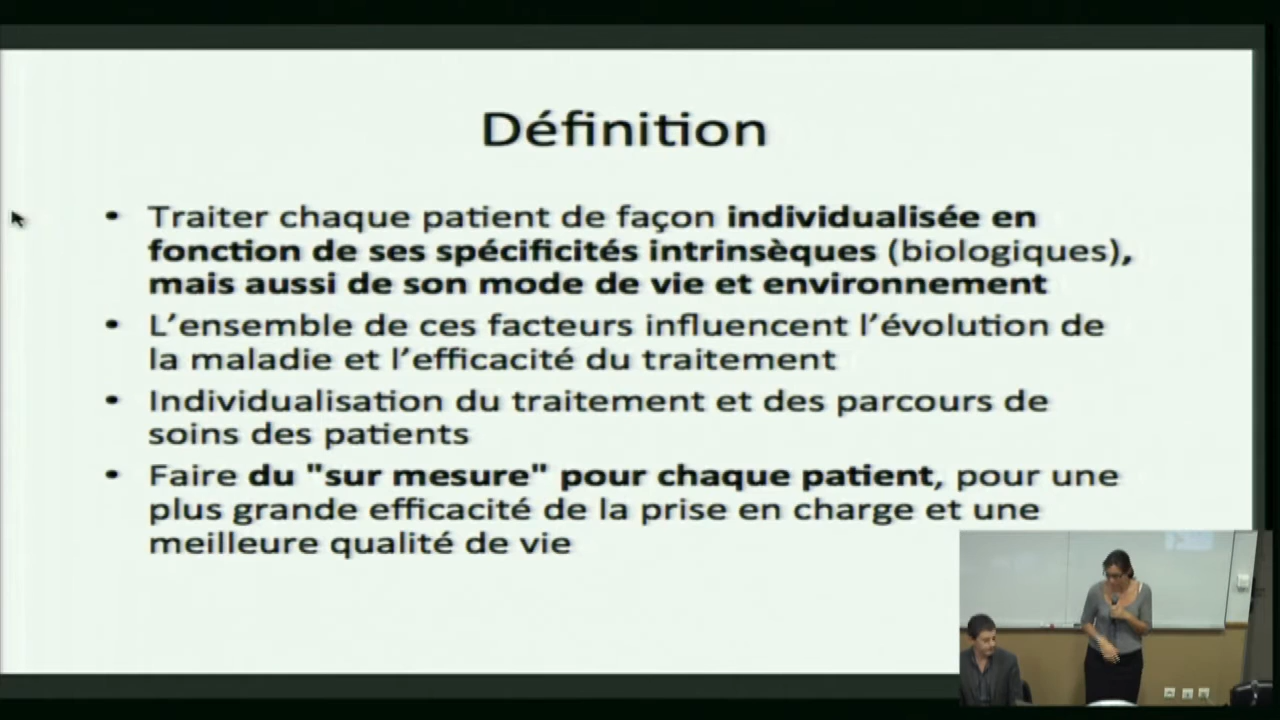 Définition
• Traiter chaque patient de façon individualisée en
fonction de ses spécificités intrinsèques (biologiques),
mais aussi de son mode de vie et environnement
• L’ensemble de ces facteurs influencent l’évolution de
la maladie et l’efficacité du traitement
• Individualisation du traitement et des parcours de
soins des patients
• Faire du "sur mesure" pour chaque patient, pour une
plus grande efficacité de la prise en charge et une
meilleure qualité de vie